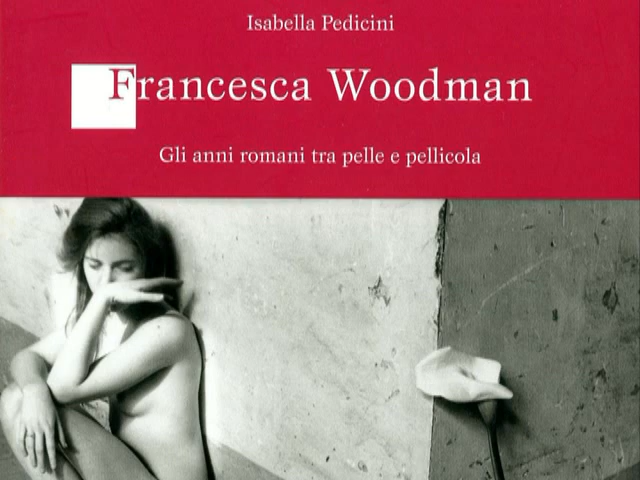 Isabella Pedicini
Francesca Woodman
Gli anni romani tra pelle e pellicola